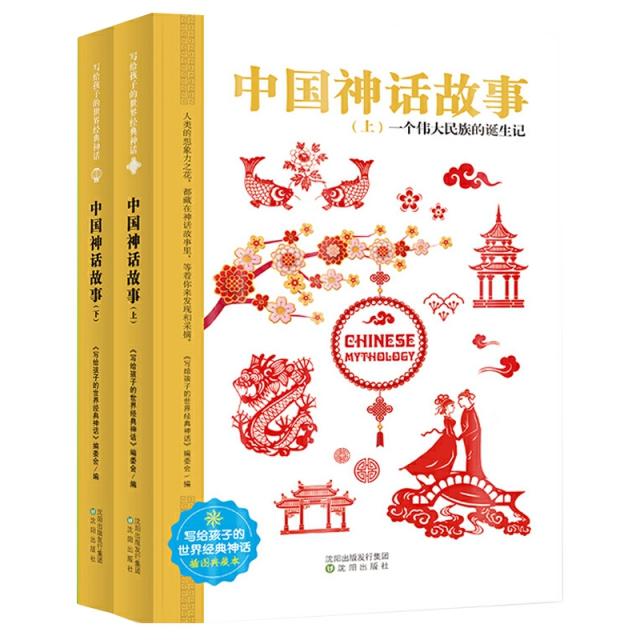 写给孩子的世界经典神话
中国神话故事
（下）
《写给孩子的世界经典神话》编委会/编
沈阳出版发行集团
沈阳出版社
写给孩子的世界经典神话
中国神话故事
（上）
《写给孩子的世界经典神话》编委会/编
沈阳出版发行集团
沈阳出版社
人类的想象力之花，都藏在神话故事里，等着你来发现和采摘。
《写给孩子的世界经典神话》编委会 编
中国神话故事
（上）一个伟大民族的诞生记
CHINESE
MYTHOLOGY
写给孩子的
世界经典神话
插图典藏本
沈阳出版发行集团
沈阳出版社